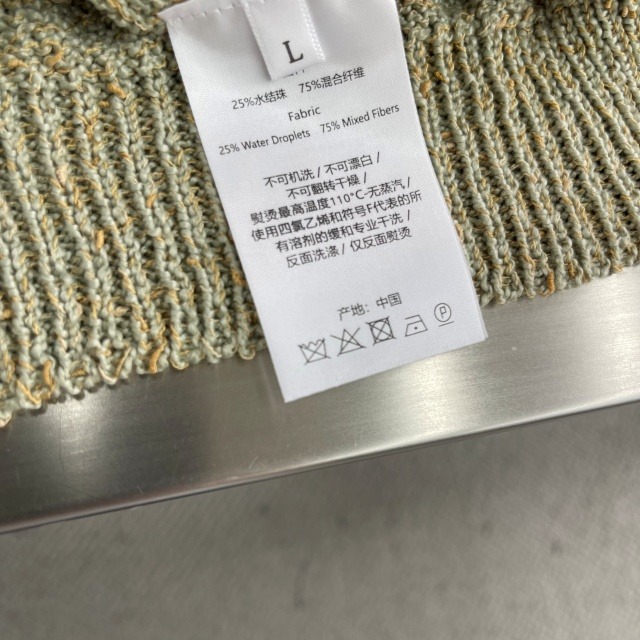 L
25%水结珠 75%混合纤维
Fabric
25% Water Droplets 75% Mixed Fibers
不可机洗 / 不可漂白 /
不可翻转干燥 /
熨烫最高温度110℃-无蒸汽 /
使用四氯乙烯和符号F代表的所
有溶剂的缓和专业干洗 /
反面洗涤 / 仅反面熨烫
产地: 中国
P